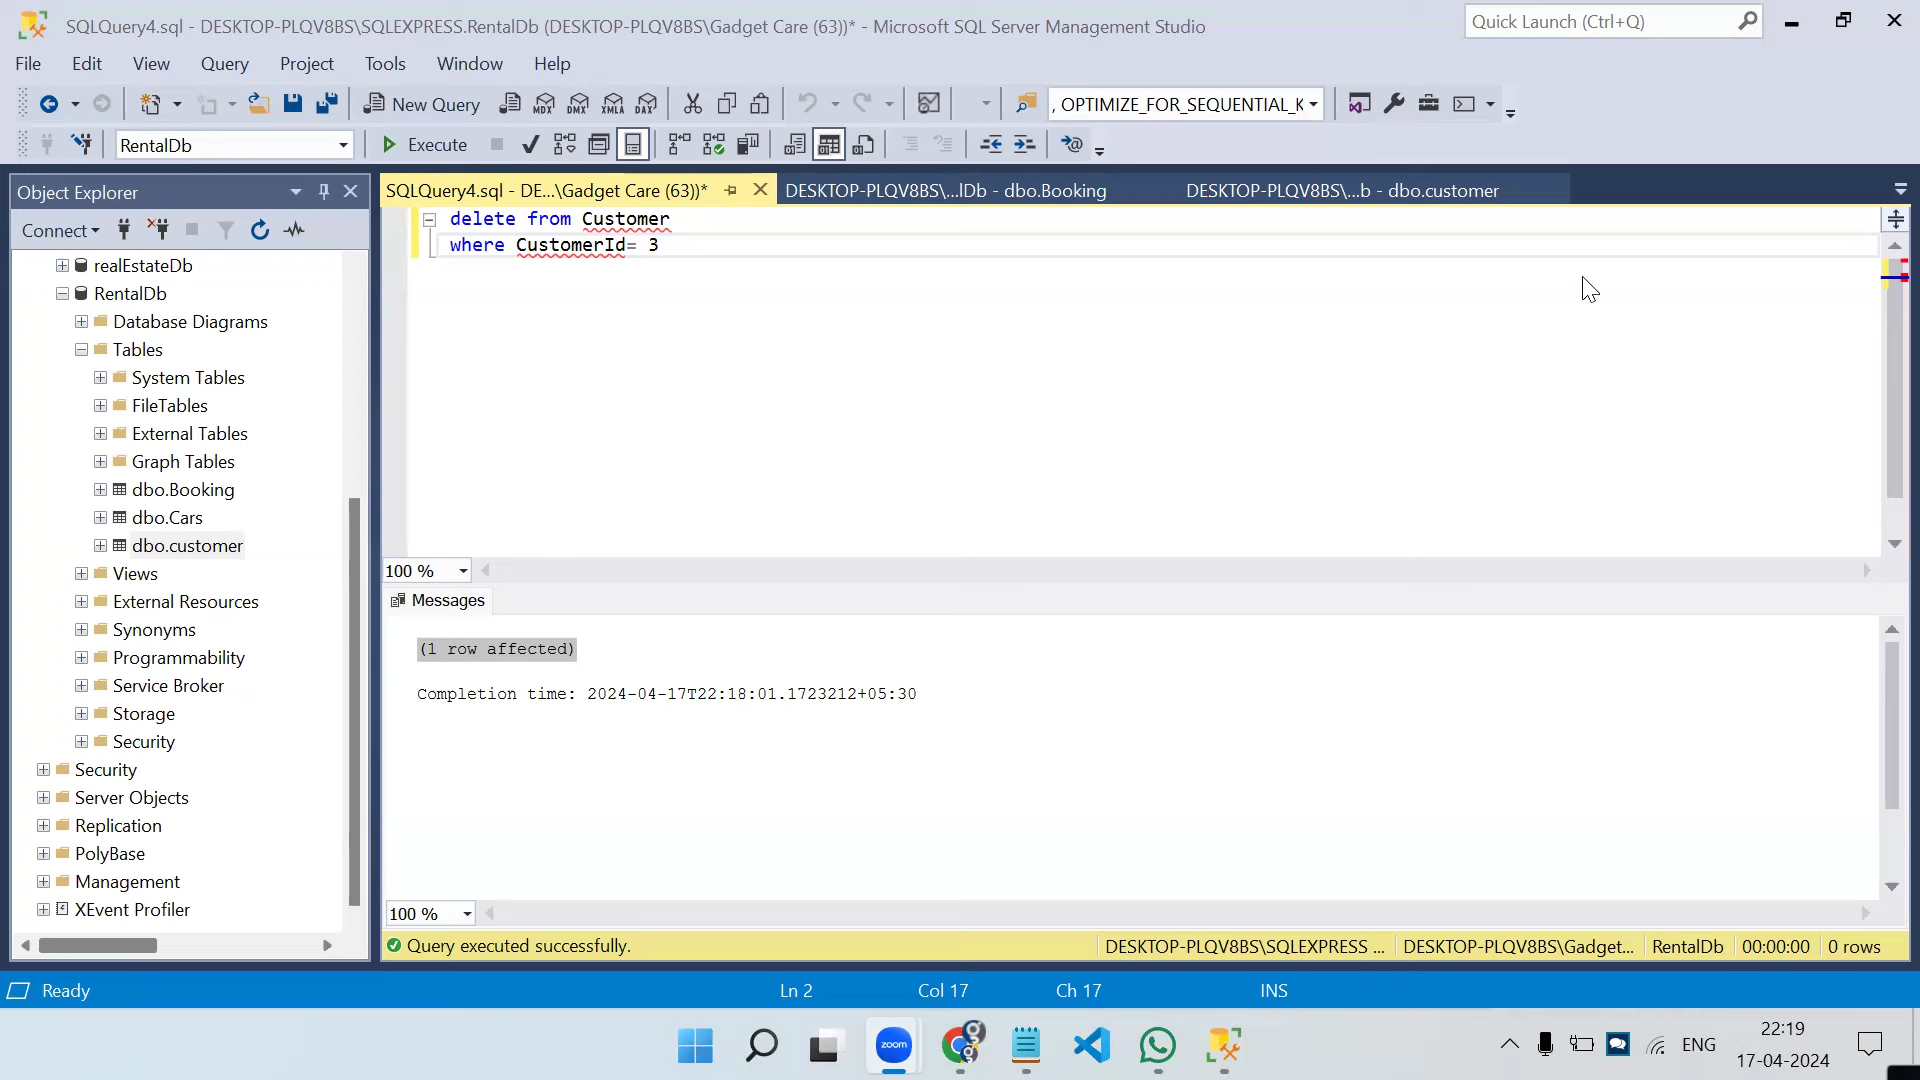 SQLQuery4.sql - DESKTOP-PLQV8BS\SQLEXPRESS.RentalDb (DESKTOP-PLQV8BS\Gadget Care (63))* - Microsoft SQL Server Management Studio
Quick Launch (Ctrl+Q)
File Edit View Query Project Tools Window Help
New Query
MDX DMX XMLA DAX
, OPTIMIZE_FOR_SEQUENTIAL_K
RentalDb
Execute
Object Explorer
SQLQuery4.sql - DE...\Gadget Care (63))*
DESKTOP-PLQV8BS\...lDb - dbo.Booking
DESKTOP-PLQV8BS\...b - dbo.customer
Connect
realEstateDb
RentalDb
Database Diagrams
Tables
System Tables
FileTables
External Tables
Graph Tables
dbo.Booking
dbo.Cars
dbo.customer
Views
External Resources
Synonyms
Programmability
Service Broker
Storage
Security
Security
Server Objects
Replication
PolyBase
Management
XEvent Profiler
delete from Customer
where CustomerId= 3
100 %
Messages
(1 row affected)
Completion time: 2024-04-17T22:18:01.1723212+05:30
100 %
Query executed successfully.
DESKTOP-PLQV8BS\SQLEXPRESS ...
DESKTOP-PLQV8BS\Gadget...
RentalDb
00:00:00
0 rows
Ready
Ln 2
Col 17
Ch 17
INS
zoom
ENG
22:19
17-04-2024